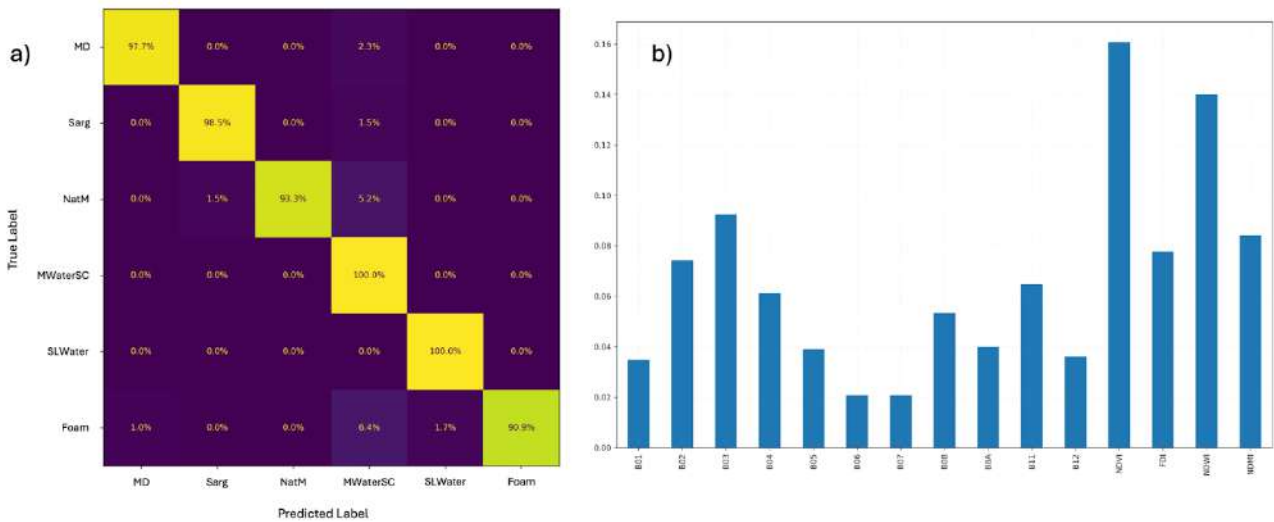 a)
True Label
MD 97.7% 0.0% 0.0% 2.3% 0.0% 0.0%
Sarg 0.0% 98.5% 0.0% 1.5% 0.0% 0.0%
NatM 0.0% 1.5% 93.3% 5.2% 0.0% 0.0%
MWaterSC 0.0% 0.0% 0.0% 100.0% 0.0% 0.0%
SLWater 0.0% 0.0% 0.0% 0.0% 100.0% 0.0%
Foam 1.0% 0.0% 0.0% 6.4% 1.7% 90.9%
MD Sarg NatM MWaterSC SLWater Foam
Predicted Label
b)
0.16
0.14
0.12
0.10
0.08
0.06
0.04
0.02
0.00
B01 B02 B03 B04 B05 B06 B07 B08 B8A B11 B12 NDVI FDI NDWI NDMI